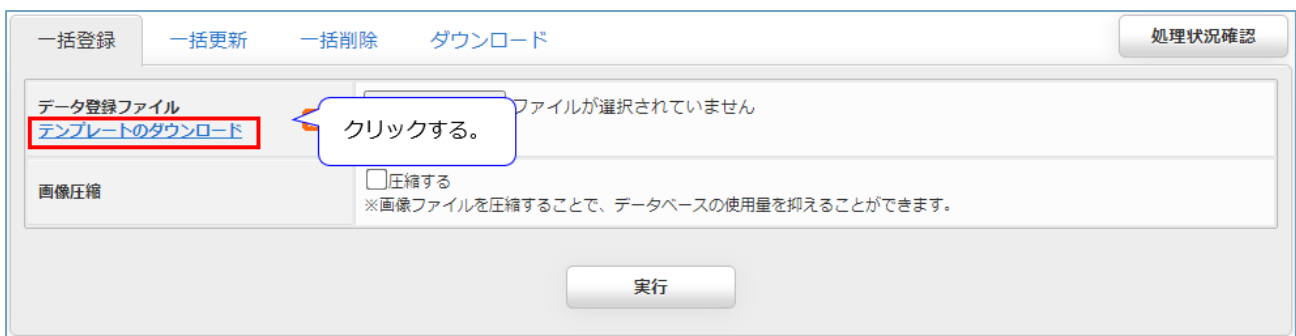 一括登録 一括更新 一括削除 ダウンロード 処理状況確認
データ登録ファイル
テンプレートのダウンロード
ファイルが選択されていません
クリックする。
画像圧縮
圧縮する
※画像ファイルを圧縮することで、データベースの使用量を抑えることができます。
実行